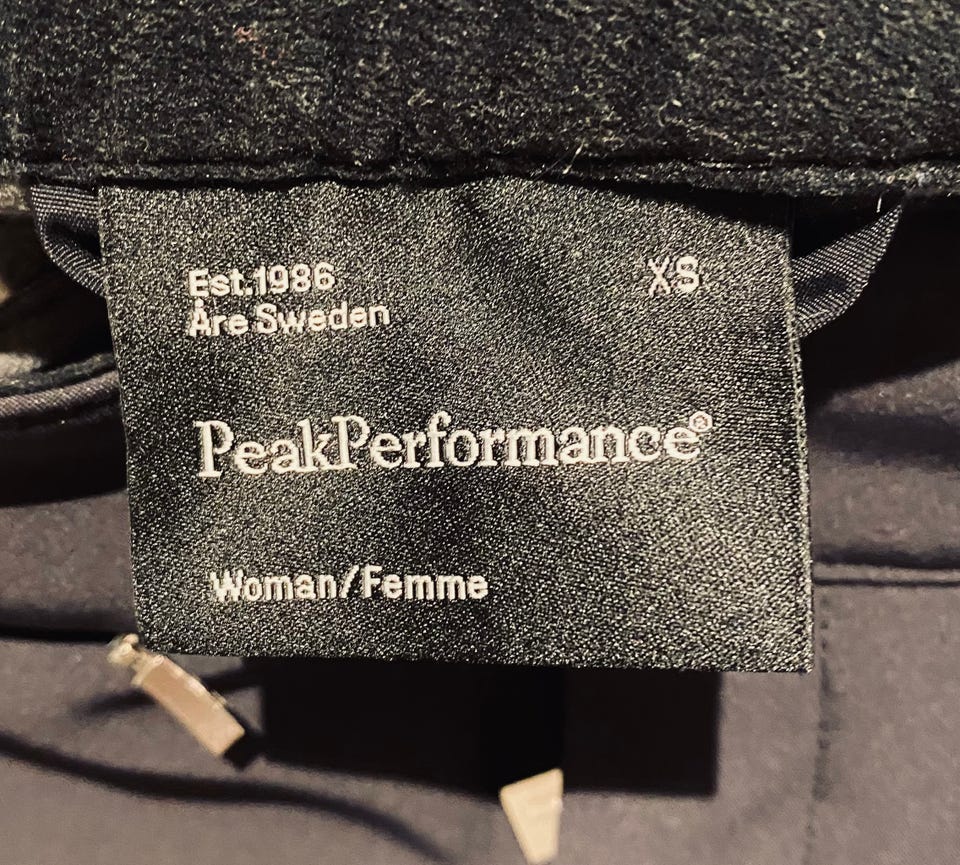 Est.1986
XS
Åre Sweden
PeakPerformance®
Woman/Femme